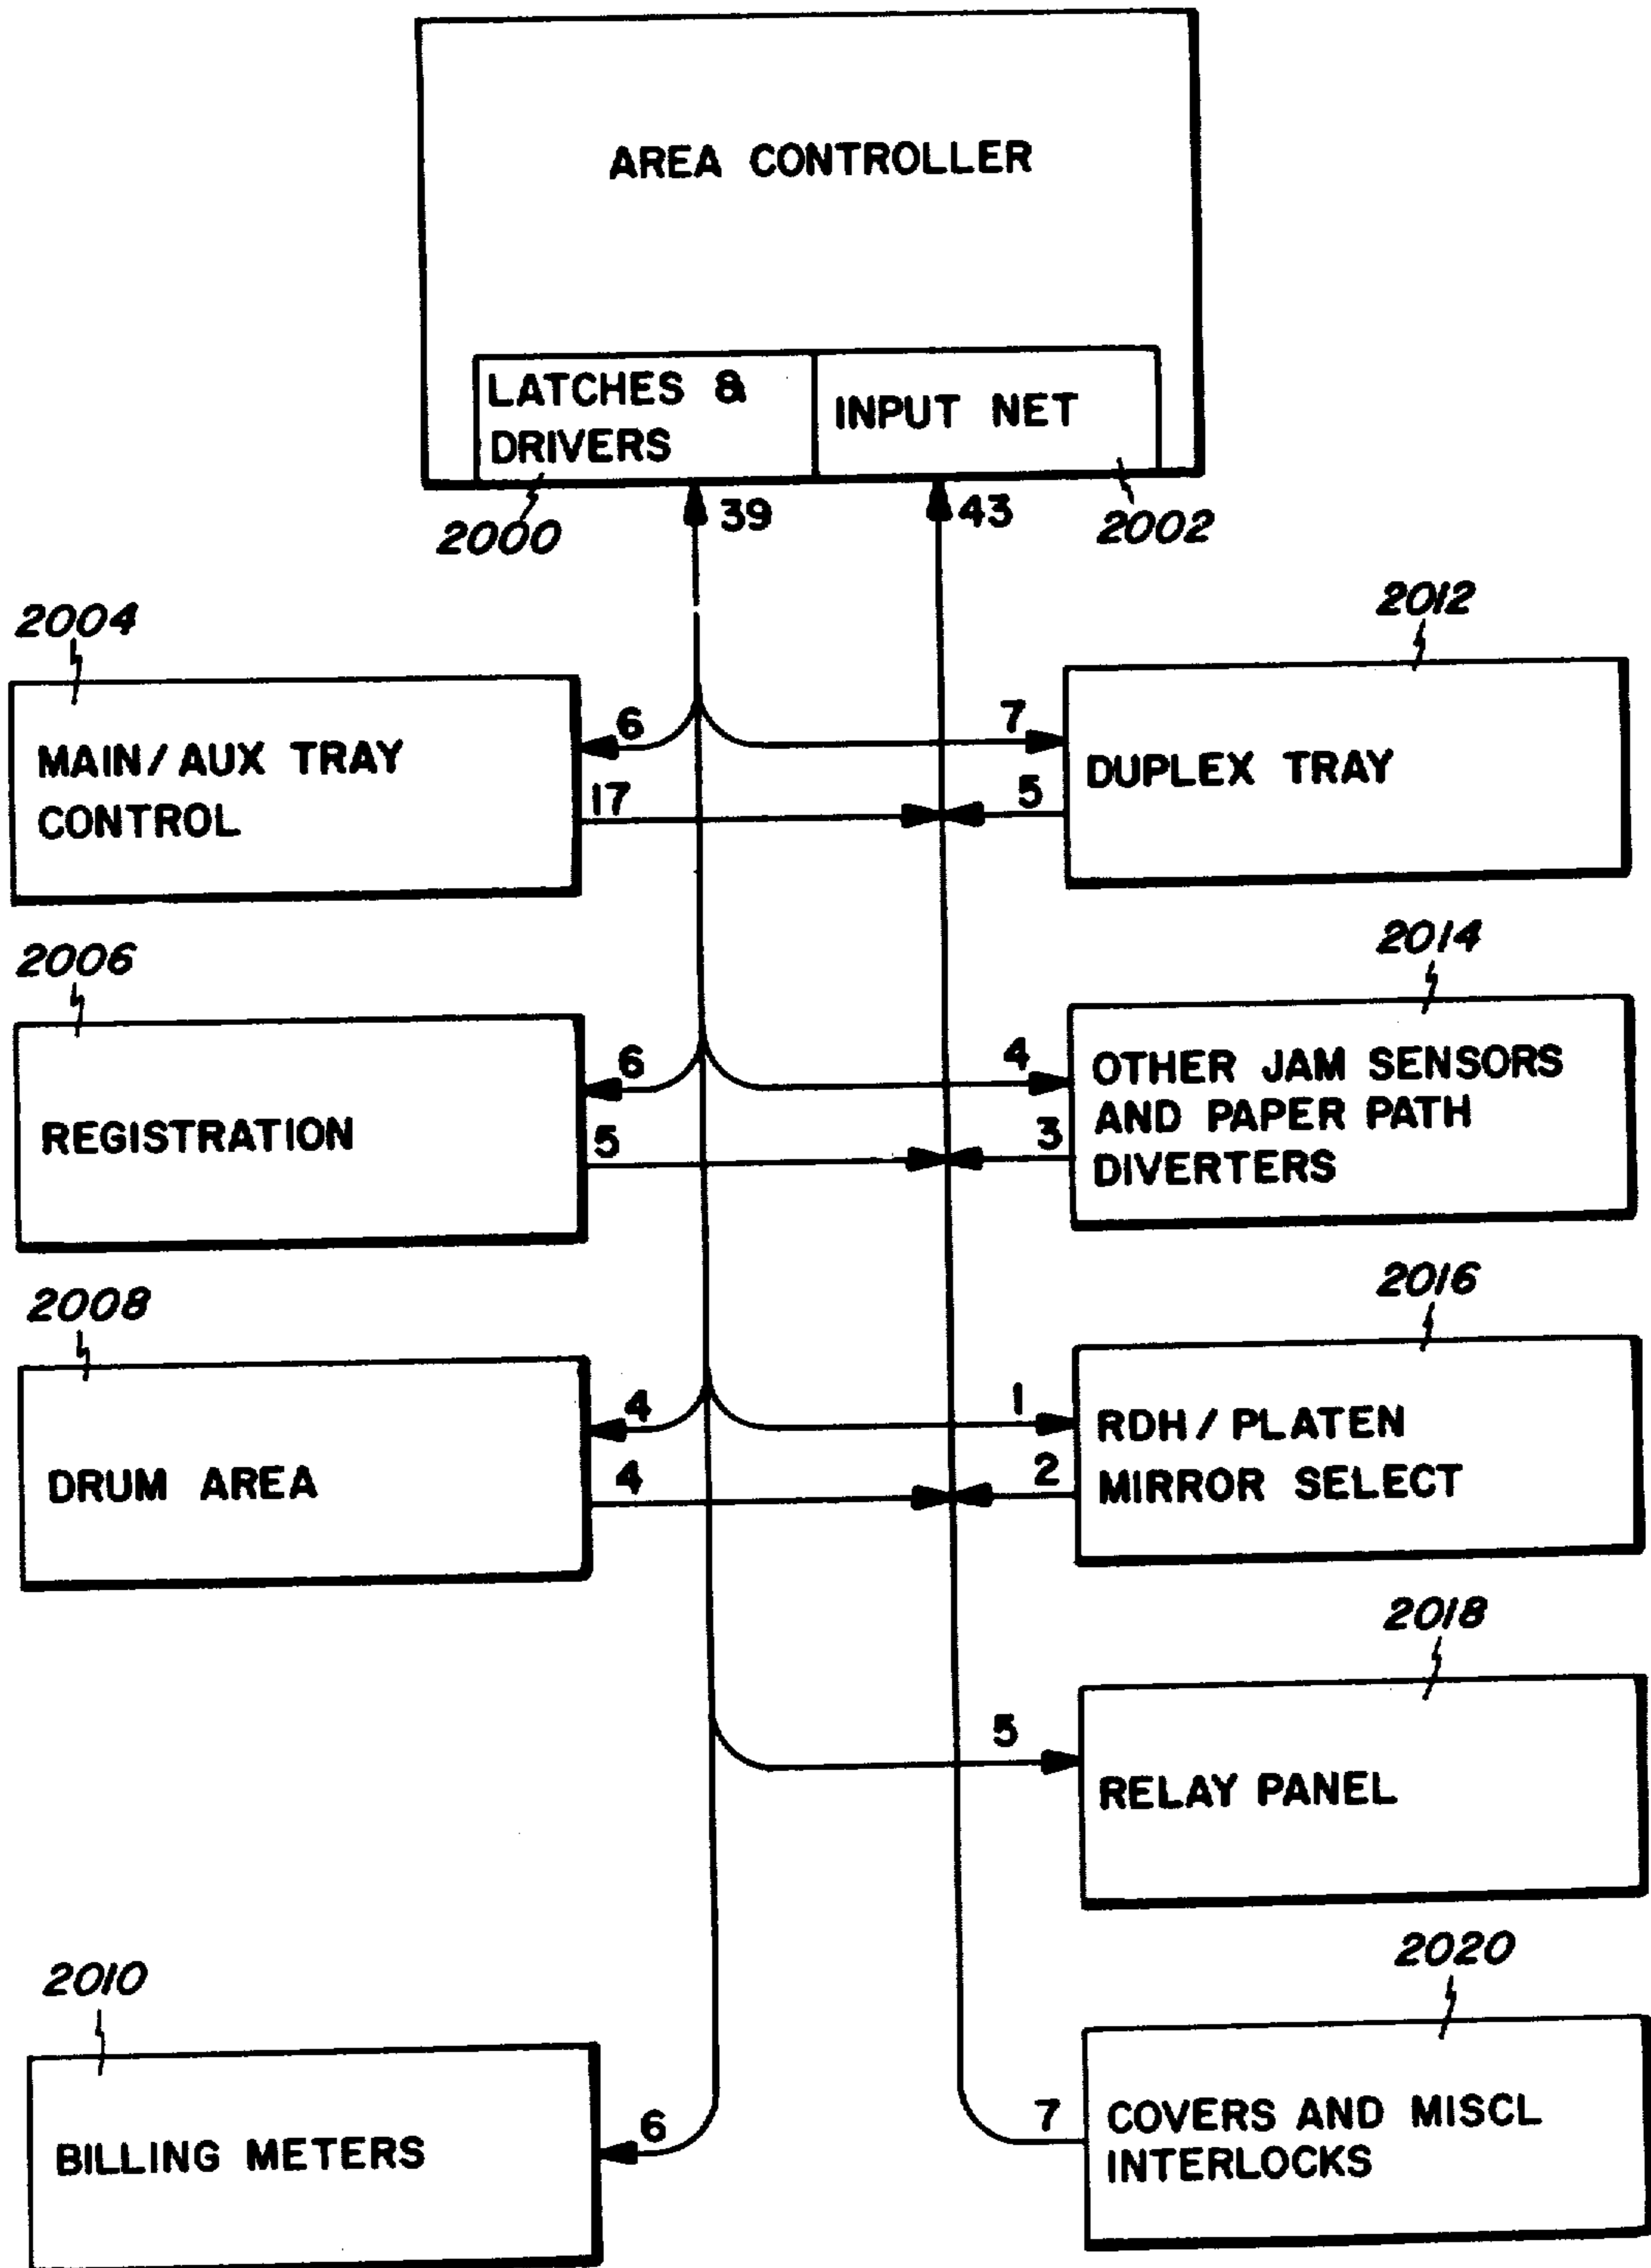 AREA CONTROLLER
LATCHES &
DRIVERS
INPUT NET
2000
39
43
2002
2004
2012
MAIN/AUX TRAY
CONTROL
6
17
7
5
DUPLEX TRAY
2006
2014
REGISTRATION
6
5
4
3
OTHER JAM SENSORS
AND PAPER PATH
DIVERTERS
2008
2016
DRUM AREA
4
4
1
2
RDH/PLATEN
MIRROR SELECT
2018
5
RELAY PANEL
2010
2020
BILLING METERS
6
7
COVERS AND MISCL
INTERLOCKS